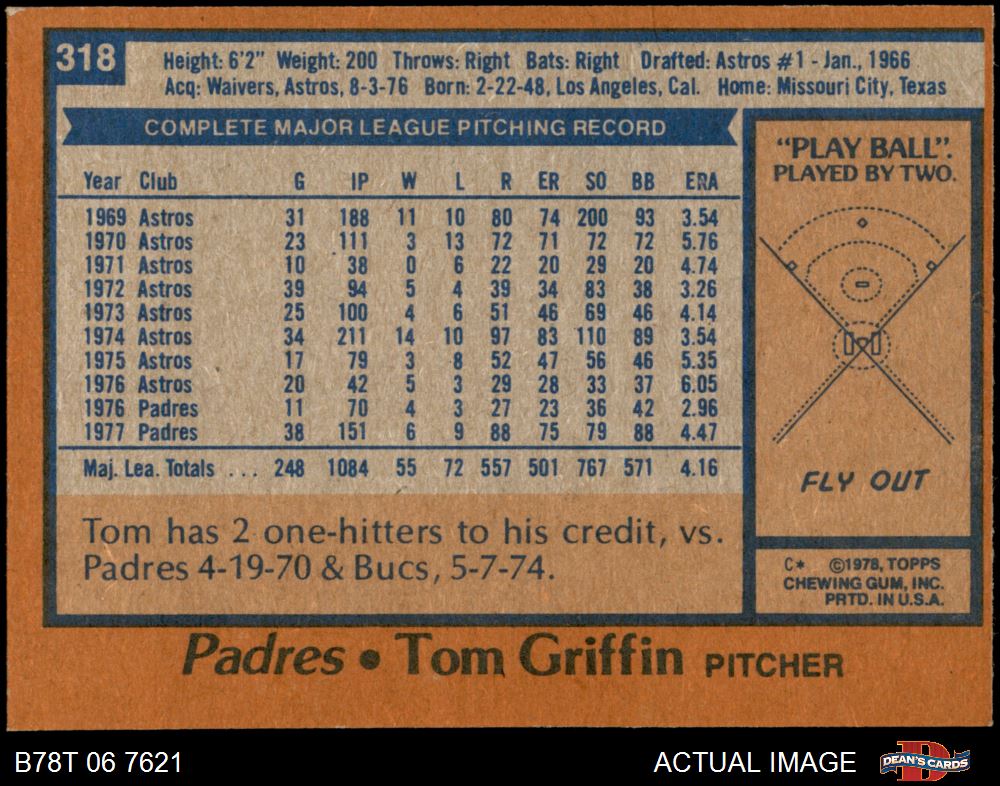 318
Height: 6'2" Weight: 200 Throws: Right Bats: Right Drafted: Astros #1 - Jan., 1966
Acq: Waivers, Astros, 8-3-76 Born: 2-22-48, Los Angeles, Cal. Home: Missouri City, Texas
COMPLETE MAJOR LEAGUE PITCHING RECORD
Year Club G IP W L R ER SO BB ERA
1969 Astros 31 188 11 10 80 74 200 93 3.54
1970 Astros 23 111 3 13 72 71 72 72 5.76
1971 Astros 10 38 0 6 22 20 29 20 4.74
1972 Astros 39 94 5 4 39 34 83 38 3.26
1973 Astros 25 100 4 6 51 46 69 46 4.14
1974 Astros 34 211 14 10 97 83 110 89 3.54
1975 Astros 17 79 3 8 52 47 56 46 5.35
1976 Astros 20 42 5 3 29 28 33 37 6.05
1976 Padres 11 70 4 3 27 23 36 42 2.96
1977 Padres 38 151 6 9 88 75 79 88 4.47
Maj. Lea. Totals ... 248 1084 55 72 557 501 767 571 4.16
Tom has 2 one-hitters to his credit, vs.
Padres 4-19-70 & Bucs, 5-7-74.
"PLAY BALL".
PLAYED BY TWO.
FLY OUT
C* ©1978, TOPPS
CHEWING GUM, INC.
PRTD. IN U.S.A.
Padres • Tom Griffin PITCHER
B78T 06 7621
ACTUAL IMAGE
D
DEAN'S CARDS